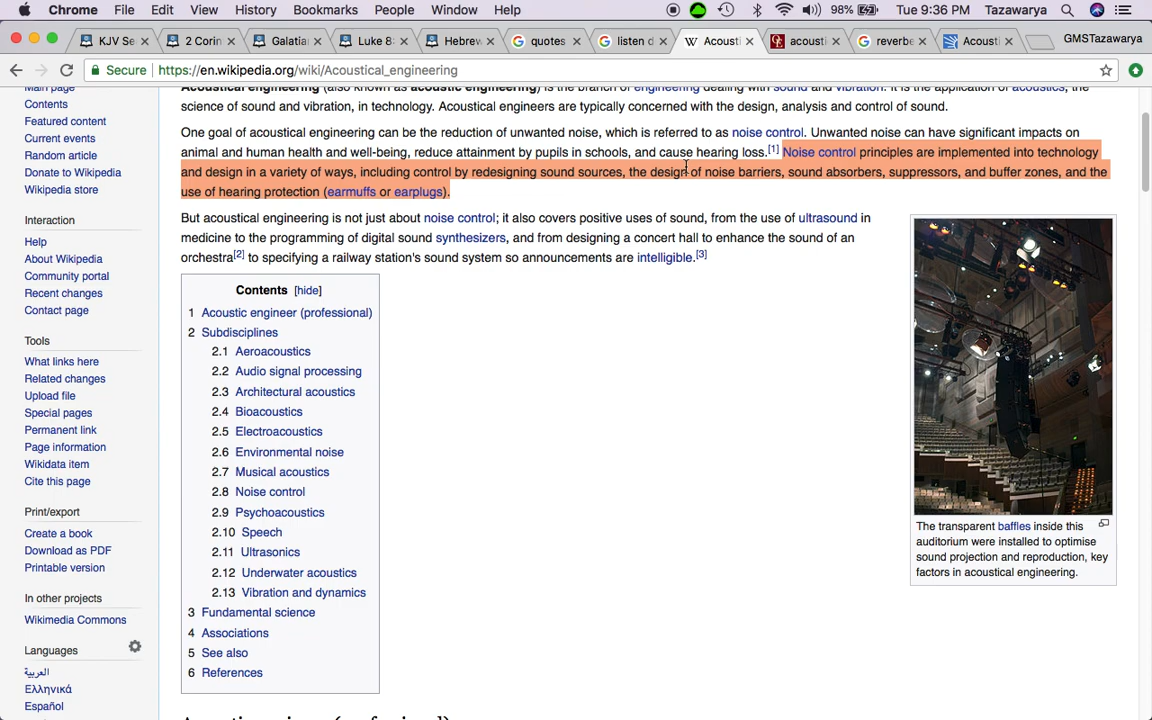 Chrome File Edit View History Bookmarks People Window Help 98% Tue 9:36 PM Tazawarya
KJV Se
2 Corin
Galatia
Luke 8:
Hebrew
quotes
listen d
Acousti
acousti
reverbe
Acousti
GMSTazawarya
Secure https://en.wikipedia.org/wiki/Acoustical_engineering
Main page
Contents
Featured content
Current events
Random article
Donate to Wikipedia
Wikipedia store
Interaction
Help
About Wikipedia
Community portal
Recent changes
Contact page
Tools
What links here
Related changes
Upload file
Special pages
Permanent link
Page information
Wikidata item
Cite this page
Print/export
Create a book
Download as PDF
Printable version
In other projects
Wikimedia Commons
Languages
العربية
Ελληνικά
Español
Acoustical engineering (also known as acoustic engineering) is the branch of engineering dealing with sound and vibration. It is the application of acoustics, the
science of sound and vibration, in technology. Acoustical engineers are typically concerned with the design, analysis and control of sound.
One goal of acoustical engineering can be the reduction of unwanted noise, which is referred to as noise control. Unwanted noise can have significant impacts on
animal and human health and well-being, reduce attainment by pupils in schools, and cause hearing loss.[1] Noise control principles are implemented into technology
and design in a variety of ways, including control by redesigning sound sources, the design of noise barriers, sound absorbers, suppressors, and buffer zones, and the
use of hearing protection (earmuffs or earplugs).
But acoustical engineering is not just about noise control; it also covers positive uses of sound, from the use of ultrasound in
medicine to the programming of digital sound synthesizers, and from designing a concert hall to enhance the sound of an
orchestra[2] to specifying a railway station's sound system so announcements are intelligible.[3]
Contents [hide]
1 Acoustic engineer (professional)
2 Subdisciplines
2.1 Aeroacoustics
2.2 Audio signal processing
2.3 Architectural acoustics
2.4 Bioacoustics
2.5 Electroacoustics
2.6 Environmental noise
2.7 Musical acoustics
2.8 Noise control
2.9 Psychoacoustics
2.10 Speech
2.11 Ultrasonics
2.12 Underwater acoustics
2.13 Vibration and dynamics
3 Fundamental science
4 Associations
5 See also
6 References
The transparent baffles inside this
auditorium were installed to optimise
sound projection and reproduction, key
factors in acoustical engineering.